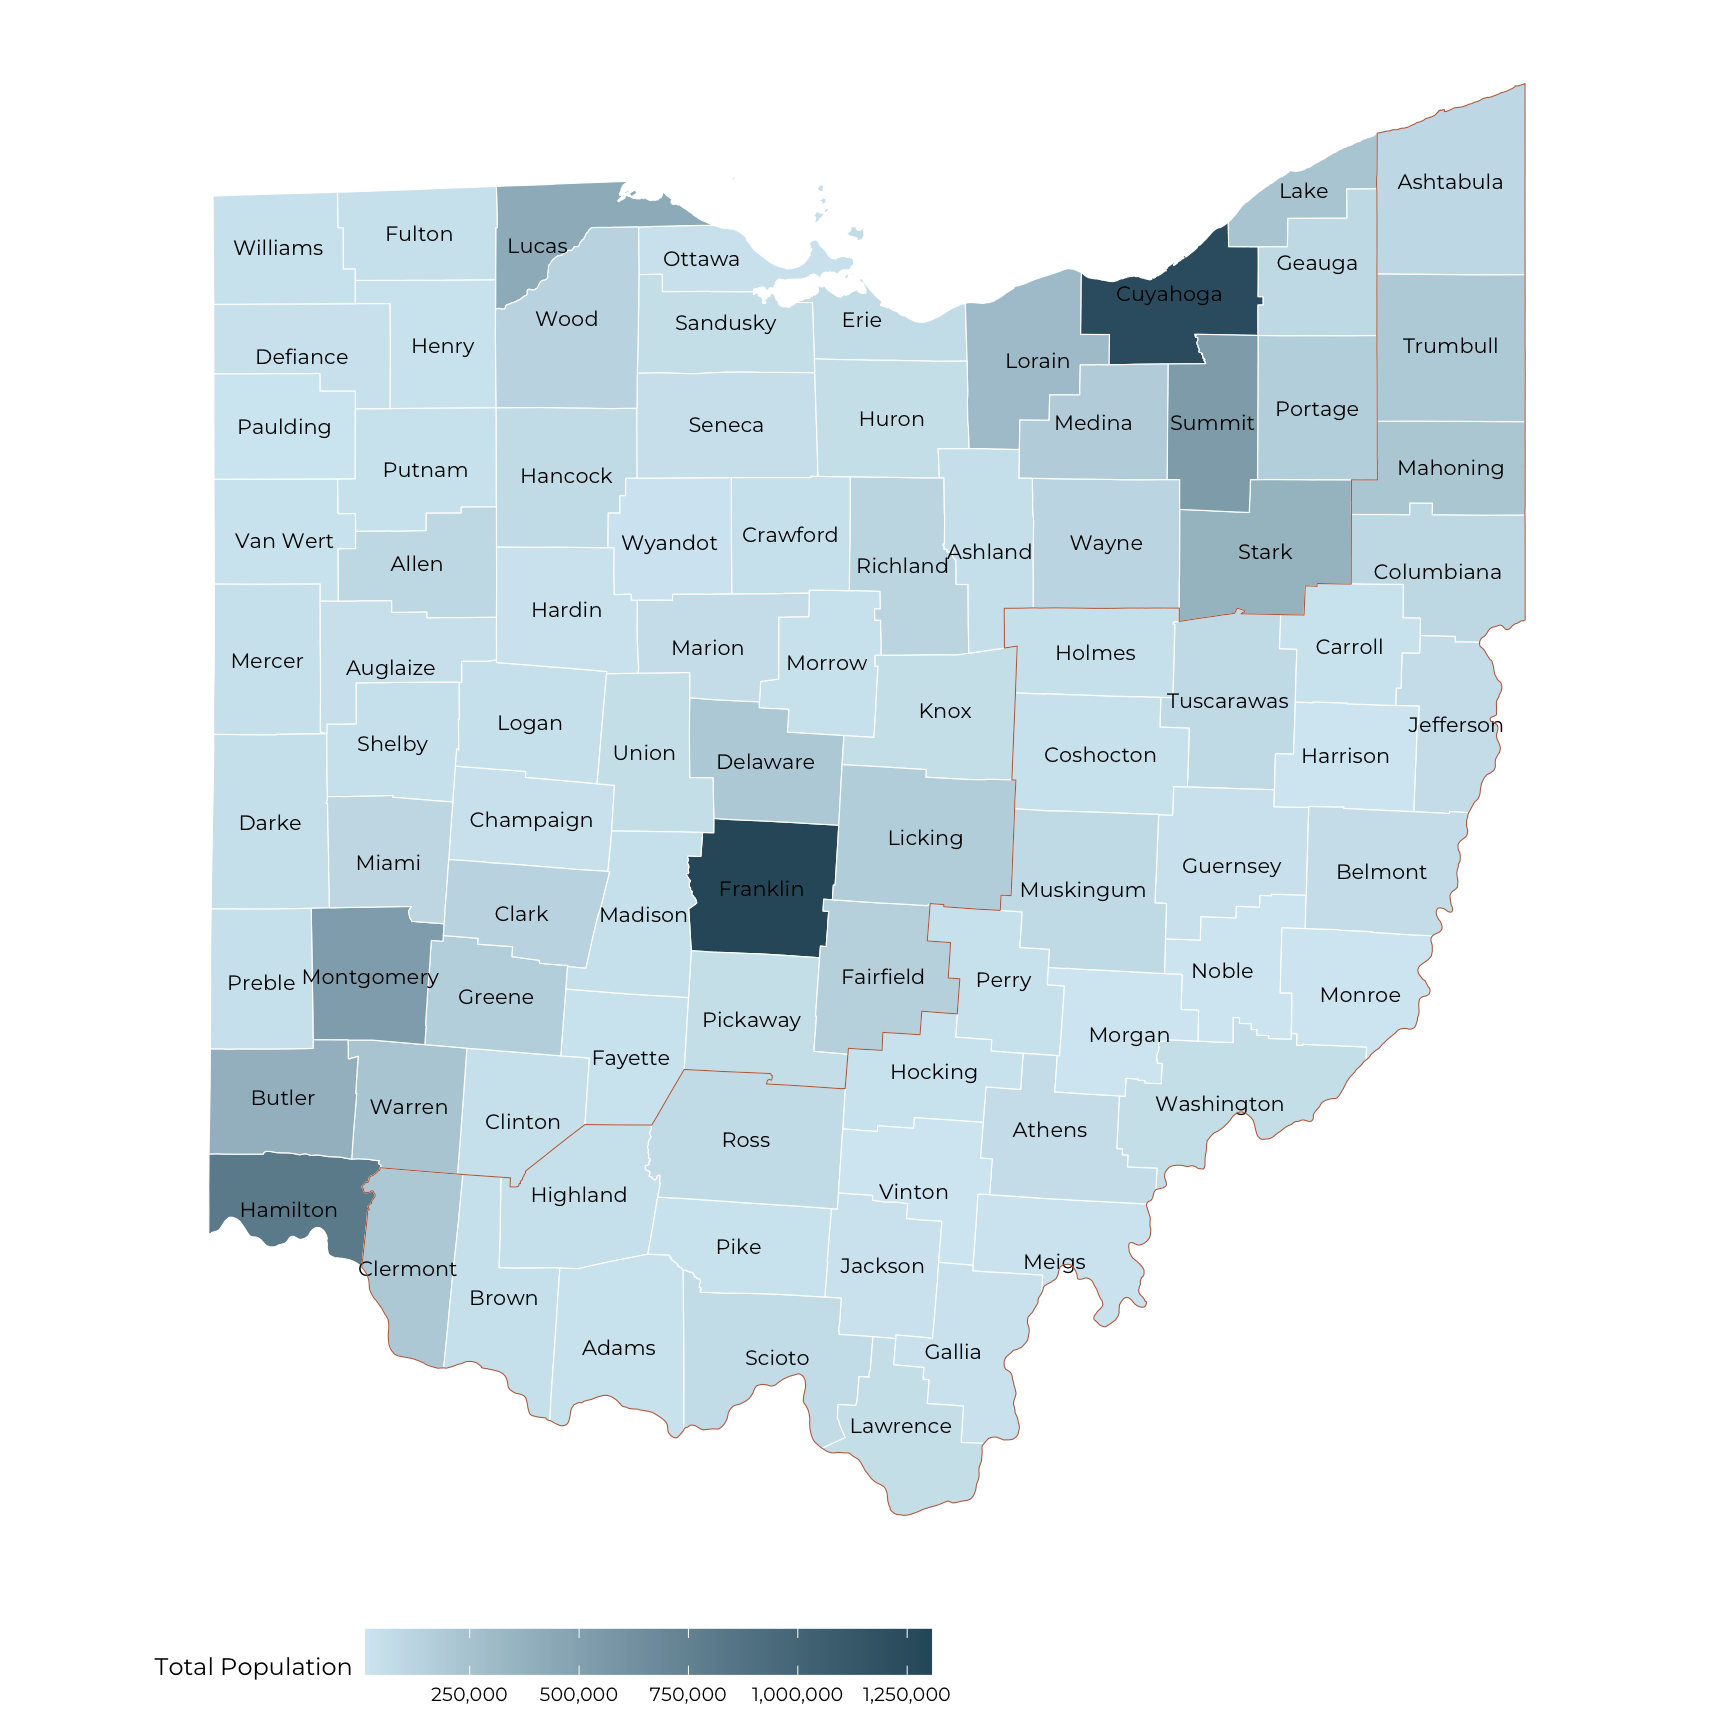 Ashtabula
Lake
Fulton
Williams
Lucas
Ottawa
Geauga
Cuyahoga
Wood
Sandusky
Erie
Henry
Trumbull
Defiance
Lorain
Portage
Huron
Medina
Summit
Seneca
Paulding
Mahoning
Putnam
Hancock
Crawford
Van Wert
Wyandot
Wayne
Ashland
Stark
Allen
Richland
Columbiana
Hardin
Marion
Carroll
Holmes
Mercer
Morrow
Auglaize
Tuscarawas
Knox
Logan
Jefferson
Shelby
Union
Coshocton
Harrison
Delaware
Champaign
Darke
Licking
Miami
Guernsey
Belmont
Franklin
Muskingum
Clark
Madison
Noble
Montgomery
Fairfield
Perry
Preble
Monroe
Greene
Pickaway
Morgan
Fayette
Hocking
Butler
Washington
Warren
Clinton
Athens
Ross
Vinton
Highland
Hamilton
Pike
Meigs
Jackson
Clermont
Brown
Adams
Gallia
Scioto
Lawrence
Total Population
250,000 500,000 750,000 1,000,000 1,250,000